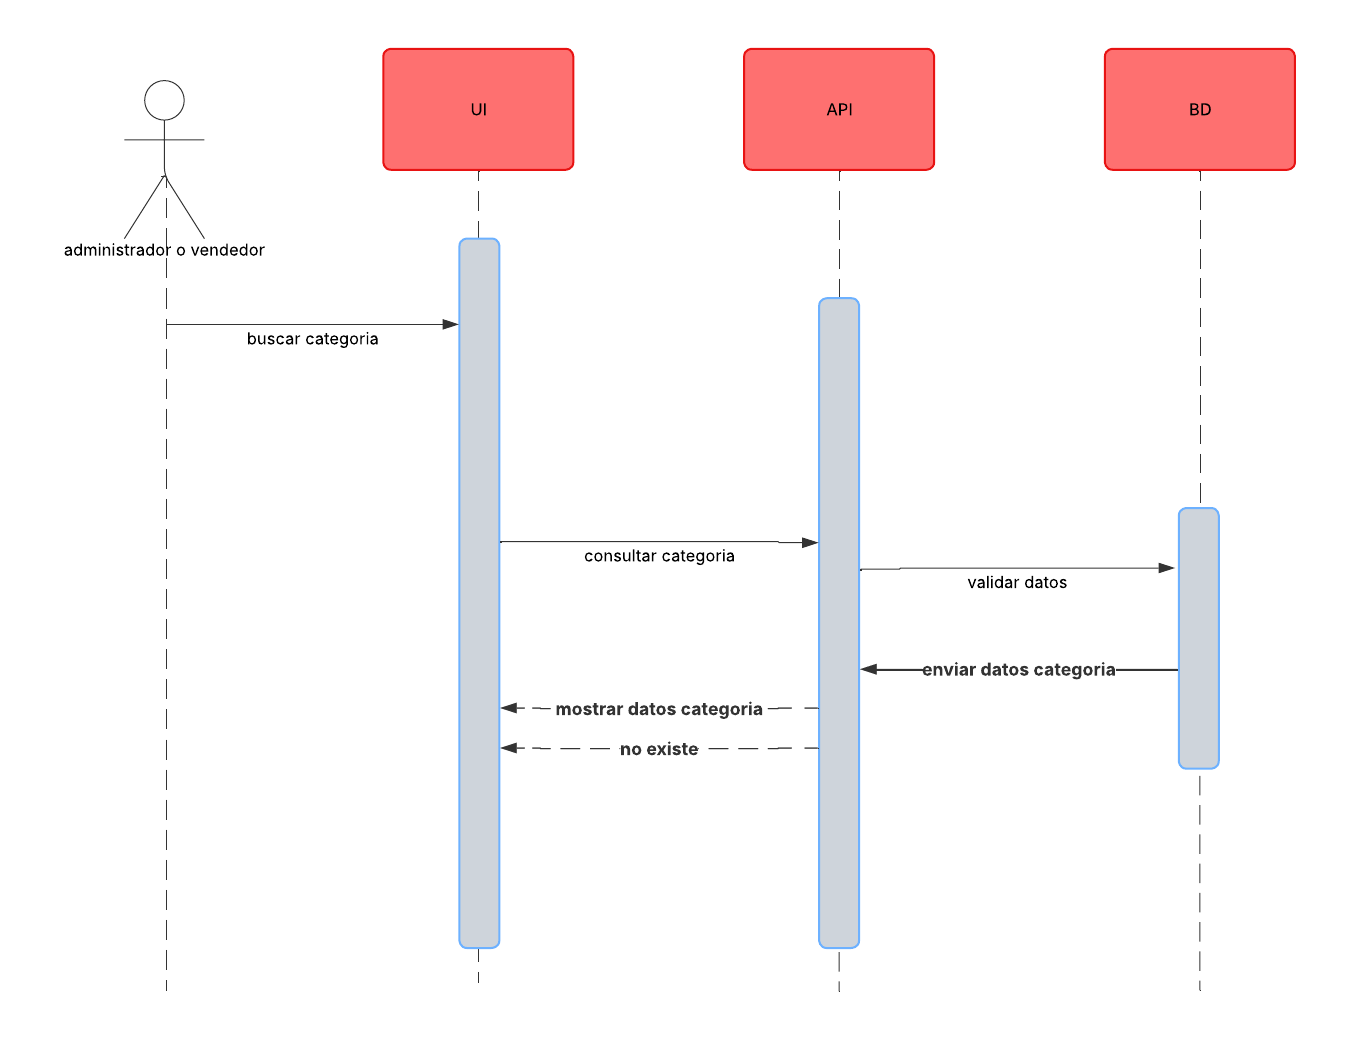 UI
API
BD
administrador o vendedor
buscar categoria
consultar categoria
validar datos
enviar datos categoria
mostrar datos categoria
no existe